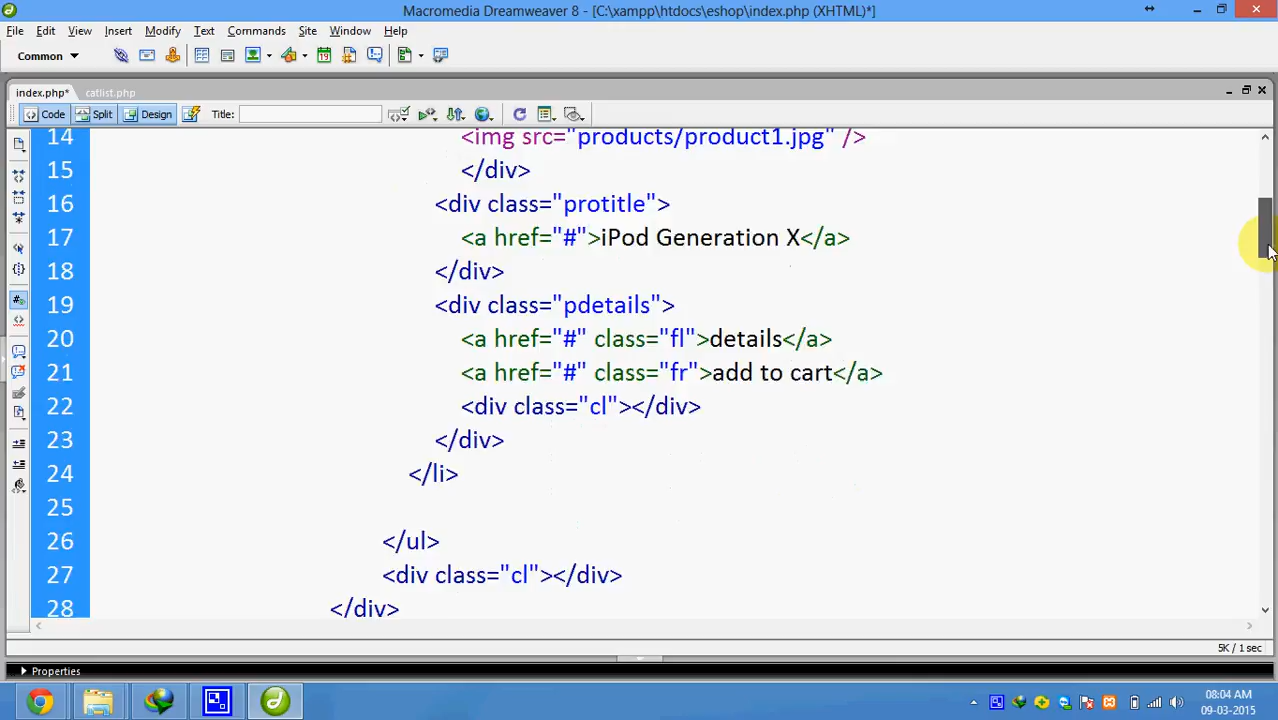 Macromedia Dreamweaver 8 - [C:\xampp\htdocs\eshop\index.php (XHTML)*]
File Edit View Insert Modify Text Commands Site Window Help
Common
index.php* catlist.php
Code Split Design Title:
14 <img src="products/product1.jpg" />
15 </div>
16 <div class="protitle">
17 <a href="#">iPod Generation X</a>
18 </div>
19 <div class="pdetails">
20 <a href="#" class="fl">details</a>
21 <a href="#" class="fr">add to cart</a>
22 <div class="cl"></div>
23 </div>
24 </li>
25
26 </ul>
27 <div class="cl"></div>
28 </div>
5K / 1 sec
Properties
08:04 AM
09-03-2015